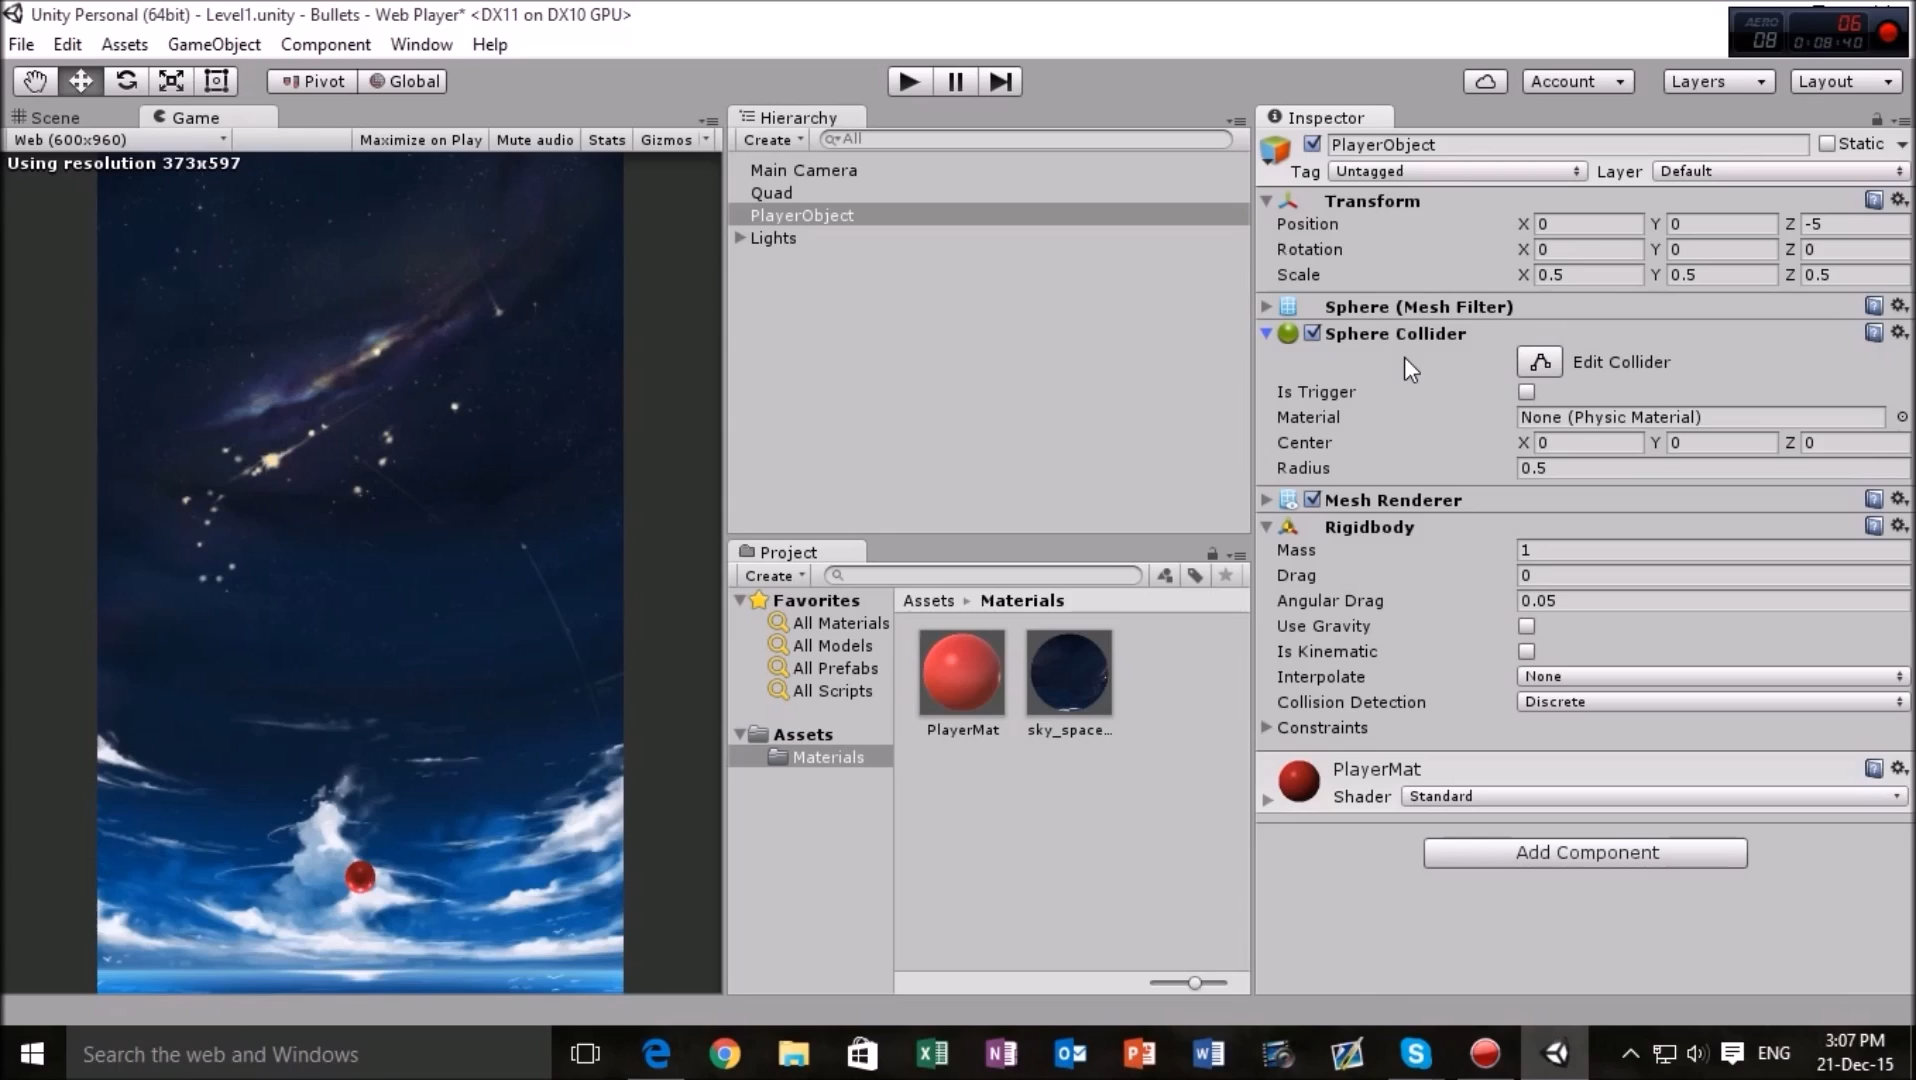 Unity Personal (64bit) - Level1.unity - Bullets - Web Player* <DX11 on DX10 GPU>
AERO 06
08 0:08:40
File Edit Assets GameObject Component Window Help
Pivot Global Account Layers Layout
Scene Game
Web (600x960) Maximize on Play Mute audio Stats Gizmos
Using resolution 373x597
Hierarchy
Create All
Main Camera
Quad
PlayerObject
Lights
Project
Create
Favorites
All Materials
All Models
All Prefabs
All Scripts
Assets
Materials
Assets Materials
PlayerMat sky_space...
Inspector
PlayerObject Static
Tag Untagged Layer Default
Transform
Position X 0 Y 0 Z -5
Rotation X 0 Y 0 Z 0
Scale X 0.5 Y 0.5 Z 0.5
Sphere (Mesh Filter)
Sphere Collider
Edit Collider
Is Trigger
Material None (Physic Material)
Center X 0 Y 0 Z 0
Radius 0.5
Mesh Renderer
Rigidbody
Mass 1
Drag 0
Angular Drag 0.05
Use Gravity
Is Kinematic
Interpolate None
Collision Detection Discrete
Constraints
PlayerMat
Shader Standard
Add Component
Search the web and Windows
ENG
3:07 PM
21-Dec-15